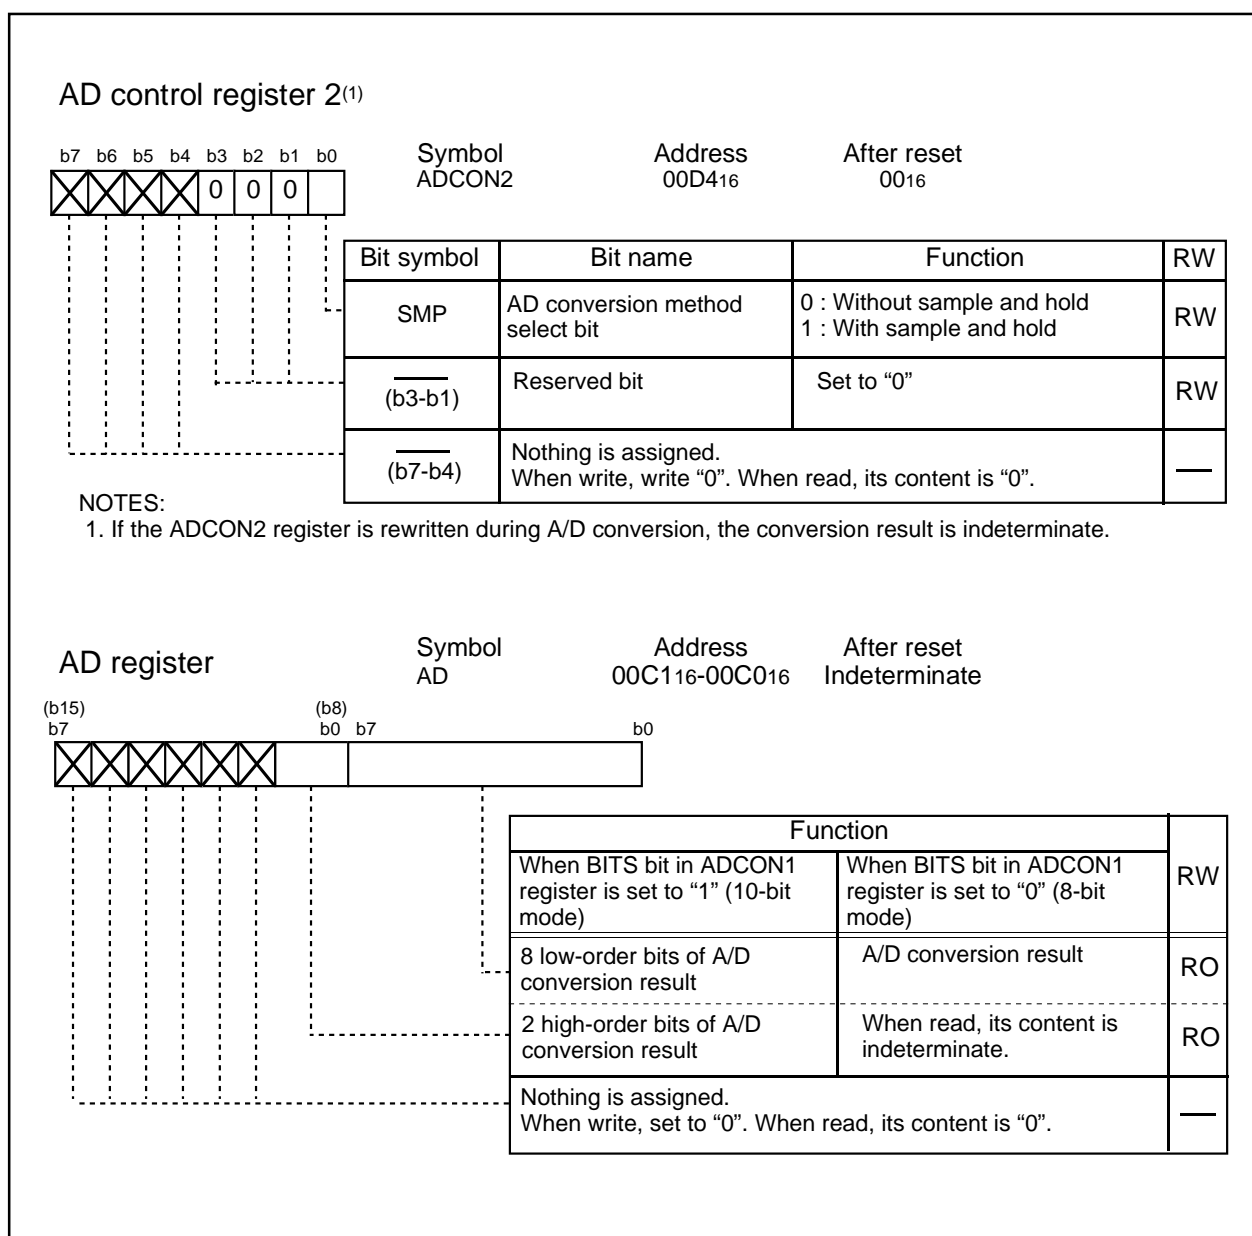 AD control register 2(1)
b7 b6 b5 b4 b3 b2 b1 b0
Symbol Address After reset
ADCON2 00D416 0016
0 0 0
Bit symbol Bit name Function RW
SMP AD conversion method select bit 0 : Without sample and hold 1 : With sample and hold RW
(b3-b1) Reserved bit Set to “0” RW
(b7-b4) Nothing is assigned.
When write, write “0”. When read, its content is “0”.
NOTES:
1. If the ADCON2 register is rewritten during A/D conversion, the conversion result is indeterminate.
AD register
Symbol Address After reset
AD 00C116-00C016 Indeterminate
(b15) (b8)
b7 b0 b7 b0
Function
RW
When BITS bit in ADCON1 register is set to “1” (10-bit mode)
When BITS bit in ADCON1 register is set to “0” (8-bit mode)
8 low-order bits of A/D conversion result
A/D conversion result
RO
2 high-order bits of A/D conversion result
When read, its content is indeterminate.
RO
Nothing is assigned.
When write, set to “0”. When read, its content is “0”.